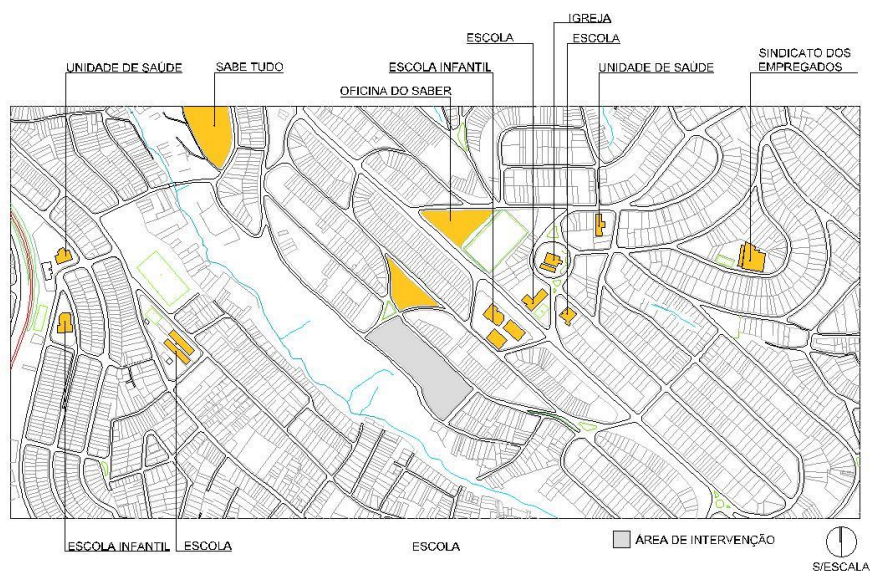 IGREJA
ESCOLA
ESCOLA
UNIDADE DE SAÚDE
SABE TUDO
ESCOLA INFANTIL
UNIDADE DE SAÚDE
SINDICATO DOS
EMPREGADOS
OFICINA DO SABER
ESCOLA INFANTIL
ESCOLA
ESCOLA
ÁREA DE INTERVENÇÃO
S/ESCALA